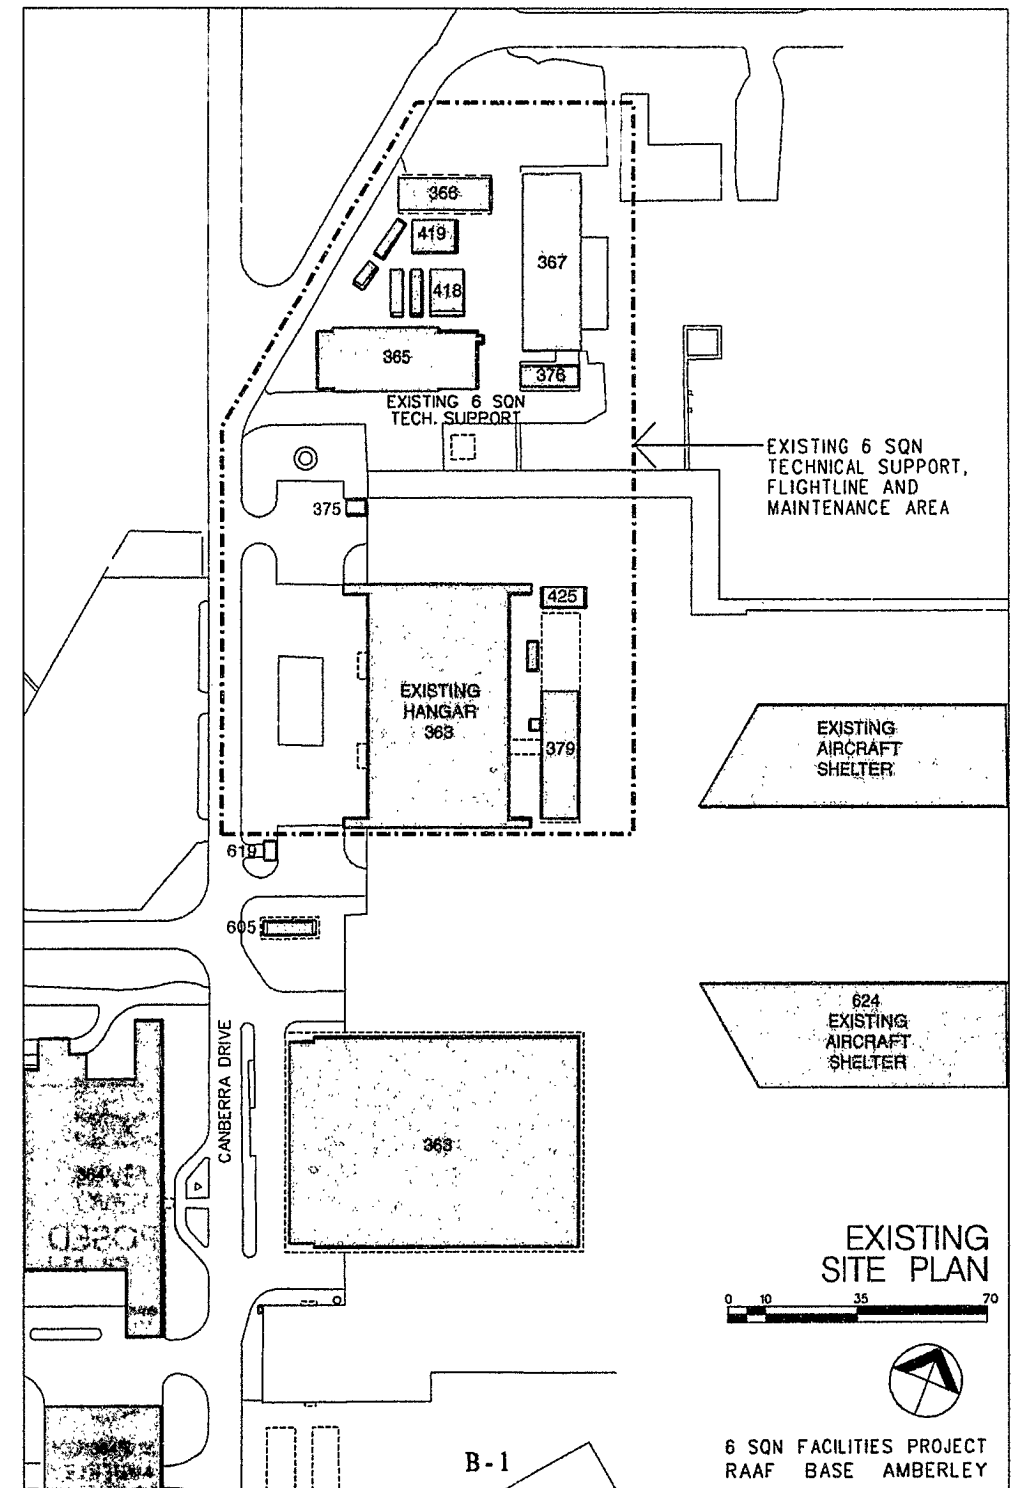 366
419
367
418
365
376
EXISTING 6 SQN
TECH. SUPPORT
EXISTING 6 SQN
TECHNICAL SUPPORT,
FLIGHTLINE AND
MAINTENANCE AREA
375
425
EXISTING
HANGAR
363
379
EXISTING
AIRCRAFT
SHELTER
619
605
624
EXISTING
AIRCRAFT
SHELTER
CANBERRA DRIVE
363
EXISTING
SITE PLAN
0 10 35 70
B-1
6 SQN FACILITIES PROJECT
RAAF BASE AMBERLEY